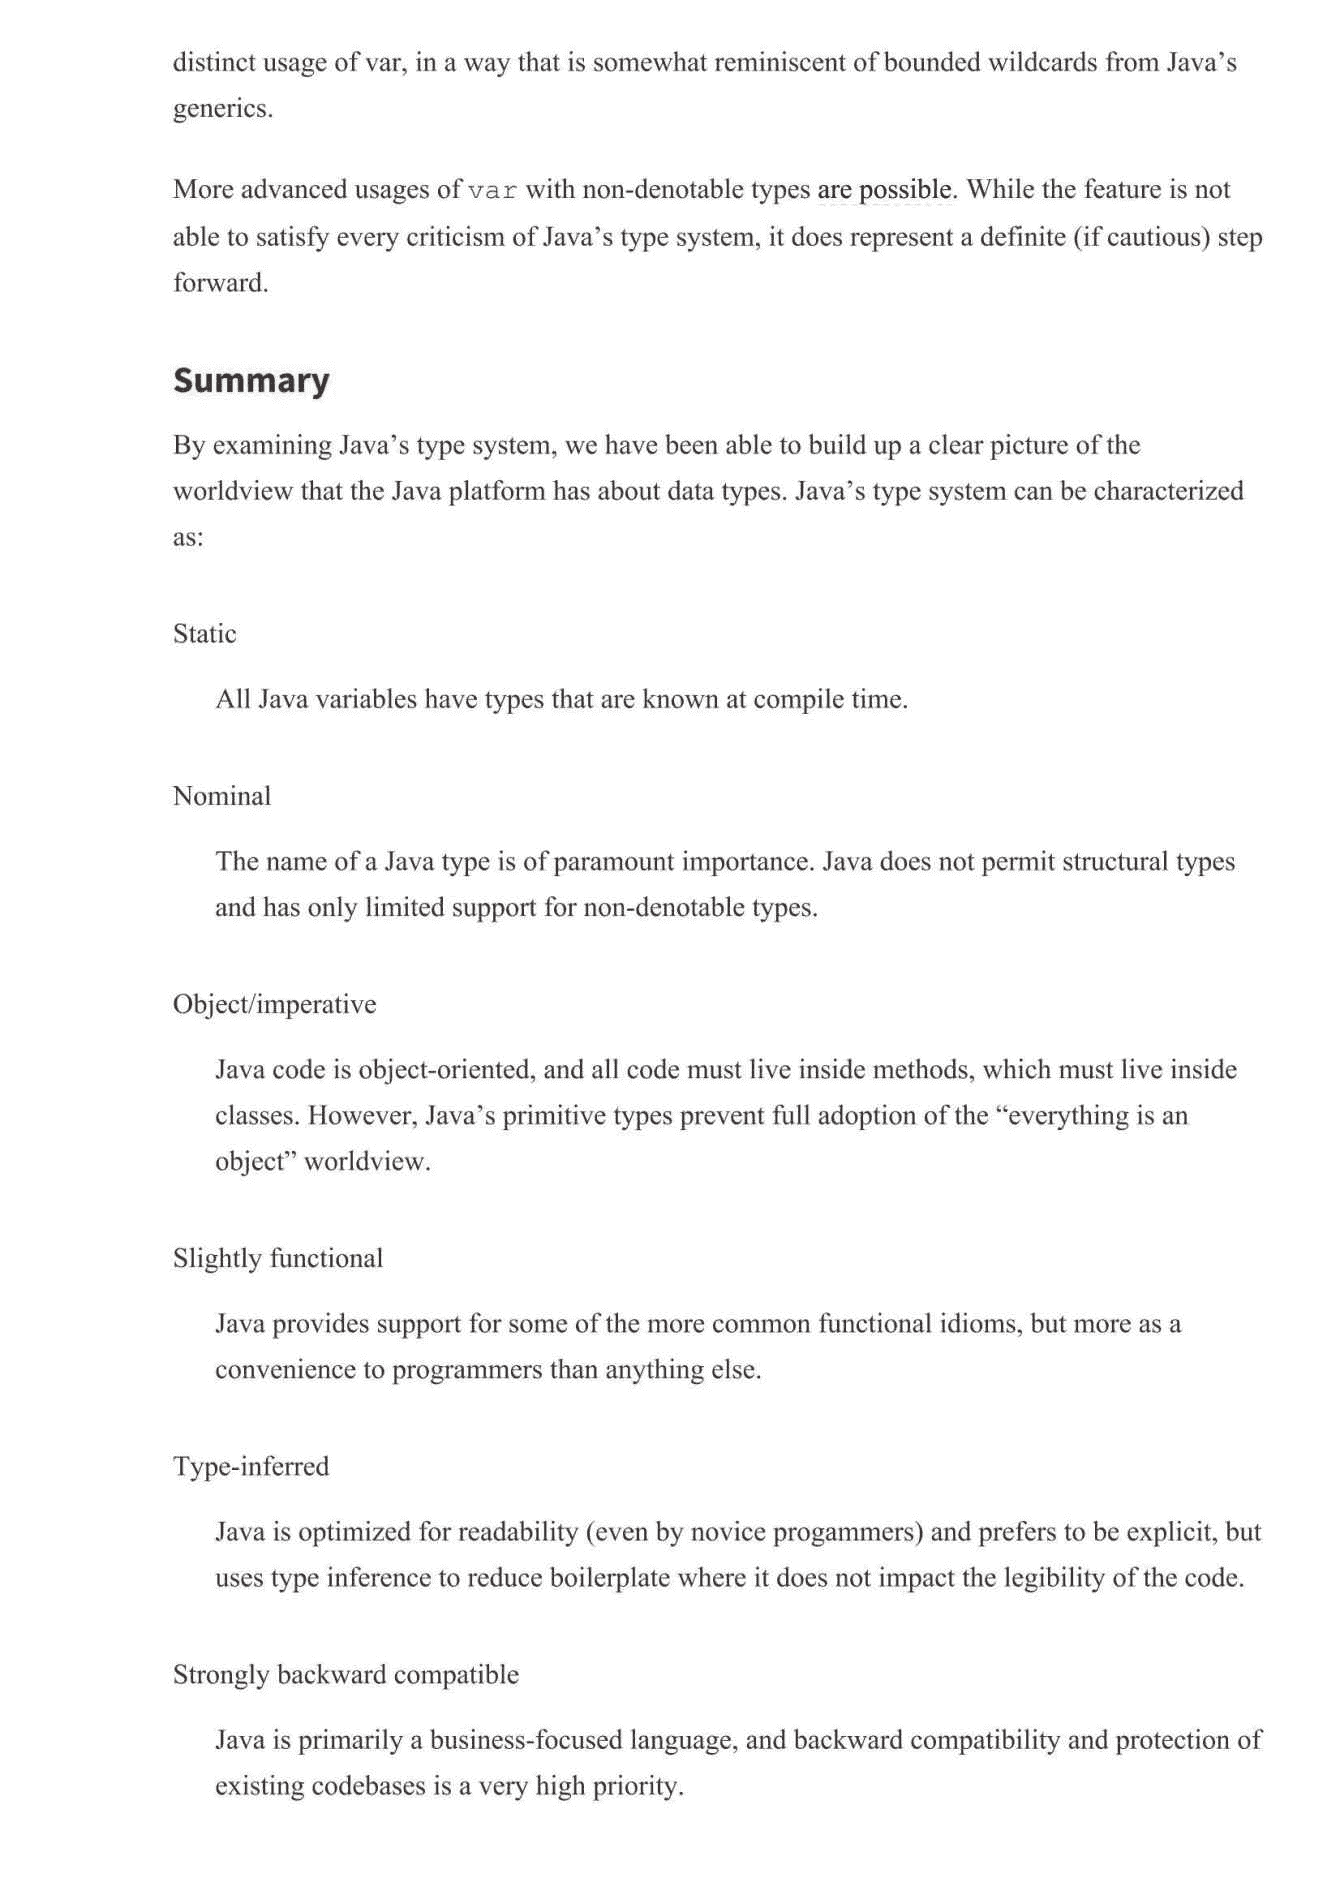 distinct usage of var, in a way that is somewhat reminiscent of bounded wildcards from Java’s
generics.
More advanced usages of var with non-denotable types are possible. While the feature is not
able to satisfy every criticism of Java’s type system, it does represent a definite (if cautious) step
forward.
Summary
By examining Java’s type system, we have been able to build up a clear picture of the
worldview that the Java platform has about data types. Java’s type system can be characterized
as:
Static
All Java variables have types that are known at compile time.
Nominal
The name of a Java type is of paramount importance. Java does not permit structural types
and has only limited support for non-denotable types.
Object/imperative
Java code is object-oriented, and all code must live inside methods, which must live inside
classes. However, Java’s primitive types prevent full adoption of the “everything is an
object” worldview.
Slightly functional
Java provides support for some of the more common functional idioms, but more as a
convenience to programmers than anything else.
Type-inferred
Java is optimized for readability (even by novice progammers) and prefers to be explicit, but
uses type inference to reduce boilerplate where it does not impact the legibility of the code.
Strongly backward compatible
Java is primarily a business-focused language, and backward compatibility and protection of
existing codebases is a very high priority.